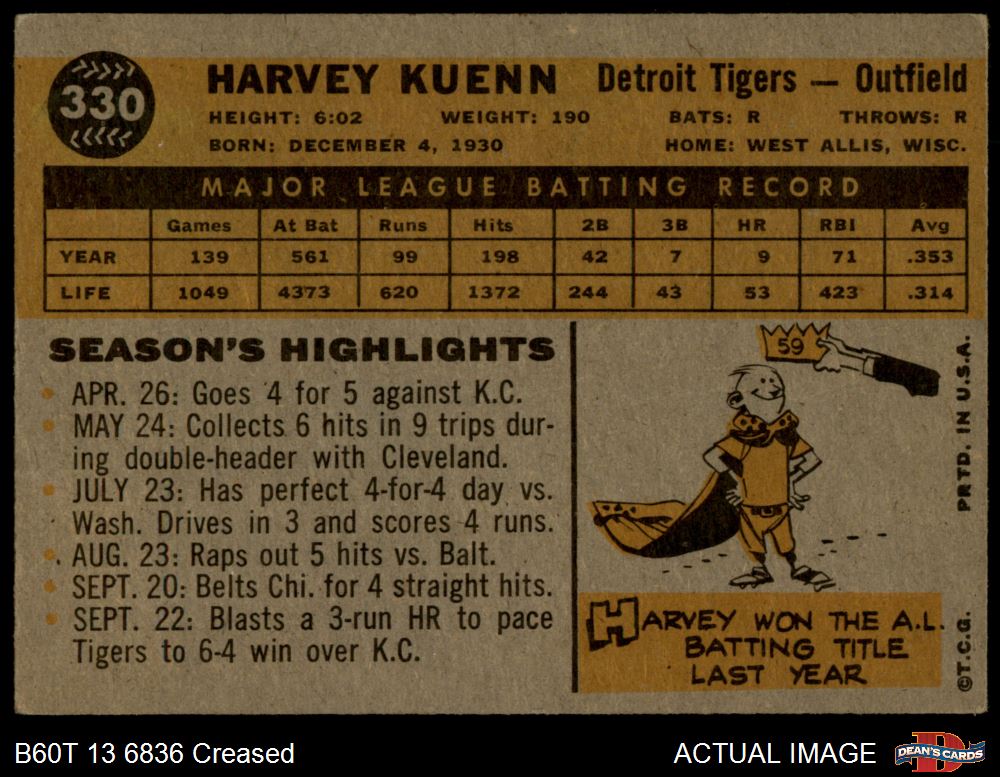 330
HARVEY KUENN Detroit Tigers — Outfield
HEIGHT: 6:02 WEIGHT: 190 BATS: R THROWS: R
BORN: DECEMBER 4, 1930 HOME: WEST ALLIS, WISC.
MAJOR LEAGUE BATTING RECORD
Games At Bat Runs Hits 2B 3B HR RBI Avg
YEAR 139 561 99 198 42 7 9 71 .353
LIFE 1049 4373 620 1372 244 43 53 423 .314
SEASON'S HIGHLIGHTS
• APR. 26: Goes 4 for 5 against K.C.
• MAY 24: Collects 6 hits in 9 trips dur-
ing double-header with Cleveland.
• JULY 23: Has perfect 4-for-4 day vs.
Wash. Drives in 3 and scores 4 runs.
• AUG. 23: Raps out 5 hits vs. Balt.
• SEPT. 20: Belts Chi. for 4 straight hits.
• SEPT. 22: Blasts a 3-run HR to pace
Tigers to 6-4 win over K.C.
59
HARVEY WON THE A.L.
BATTING TITLE
LAST YEAR
©T.C.G. PRTD. IN U.S.A.
B60T 13 6836 Creased
ACTUAL IMAGE
B
DEAN'S CARDS